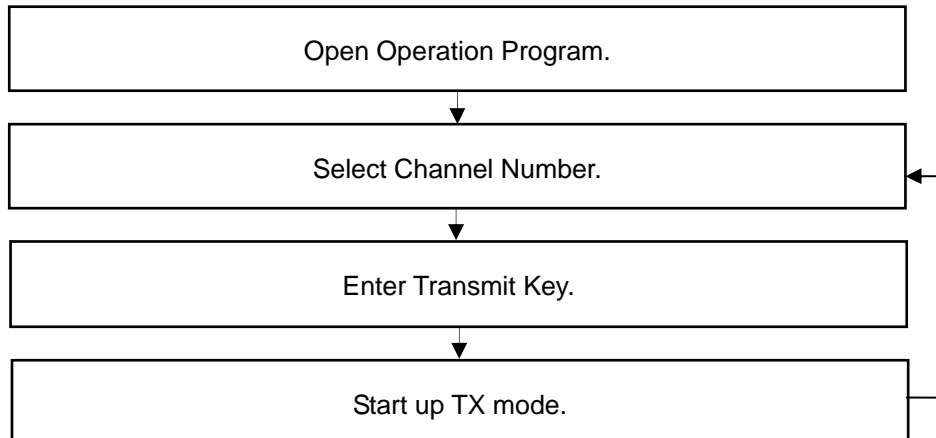 Open Operation Program.
Select Channel Number.
Enter Transmit Key.
Start up TX mode.